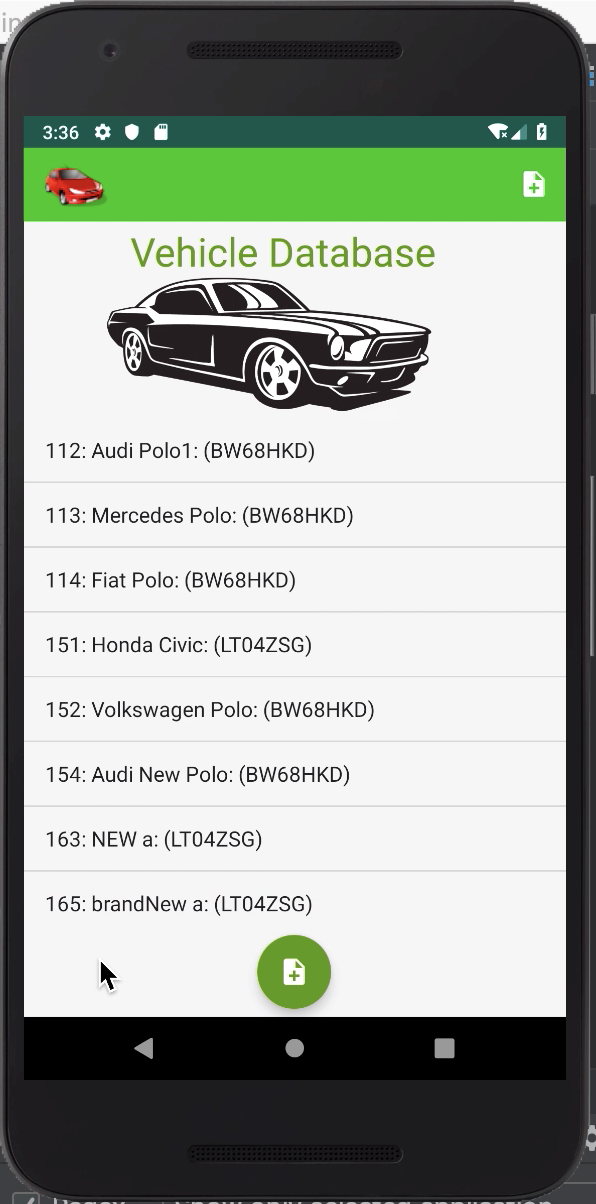 3:36
Vehicle Database
112: Audi Polo1: (BW68HKD)
113: Mercedes Polo: (BW68HKD)
114: Fiat Polo: (BW68HKD)
151: Honda Civic: (LT04ZSG)
152: Volkswagen Polo: (BW68HKD)
154: Audi New Polo: (BW68HKD)
163: NEW a: (LT04ZSG)
165: brandNew a: (LT04ZSG)